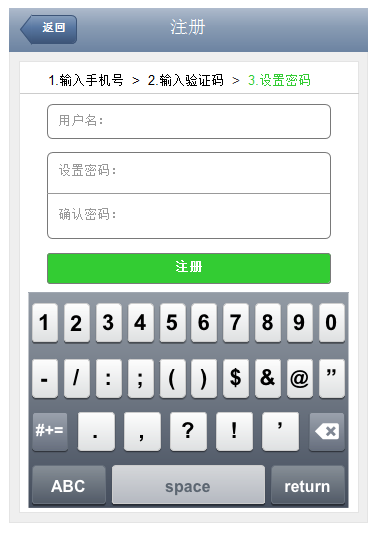 返回 注册
1.输入手机号 > 2.输入验证码 > 3.设置密码
用户名:
设置密码:
确认密码:
注册
1 2 3 4 5 6 7 8 9 0
- / : ; ( ) $ & @ ”
#+= . , ? ! ’
ABC space return